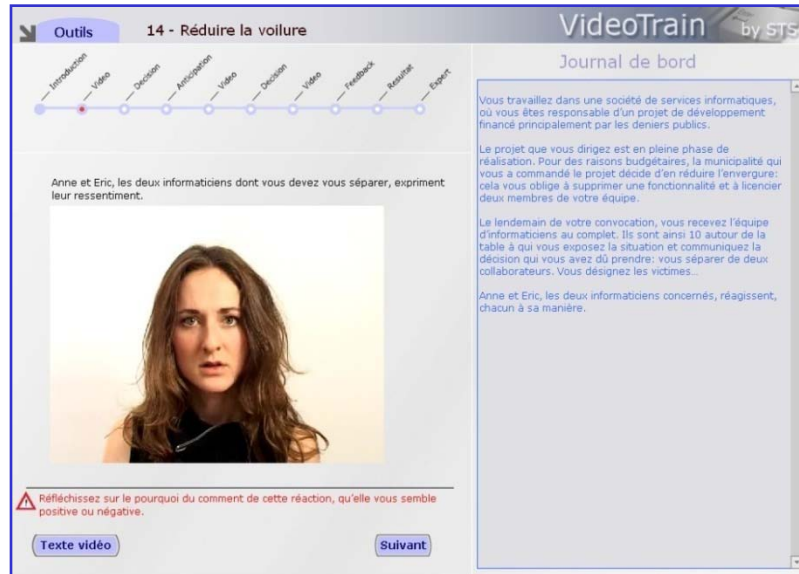 Outils
14 - Réduire la voilure
VideoTrain
by STS
Introduction
Video
Decision
Anticipation
Video
Decision
Video
Feedback
Resultat
Expert
Anne et Eric, les deux informaticiens dont vous devez vous séparer, expriment
leur ressentiment.
Réfléchissez sur le pourquoi du comment de cette réaction, qu'elle vous semble
positive ou négative.
Texte vidéo
Suivant
Journal de bord
Vous travaillez dans une société de services informatiques,
où vous êtes responsable d'un projet de développement
financé principalement par les deniers publics.
Le projet que vous dirigez est en pleine phase de
réalisation. Pour des raisons budgétaires, la municipalité qui
vous a commandé le projet décide d'en réduire l'envergure:
cela vous oblige à supprimer une fonctionnalité et à licencier
deux membres de votre équipe.
Le lendemain de votre convocation, vous recevez l'équipe
d'informaticiens au complet. Ils sont ainsi 10 autour de la
table à qui vous exposez la situation et communiquez la
décision qui vous avez dû prendre: vous séparer de deux
collaborateurs. Vous désignez les victimes...
Anne et Eric, les deux informaticiens concernés, réagissent,
chacun à sa manière.